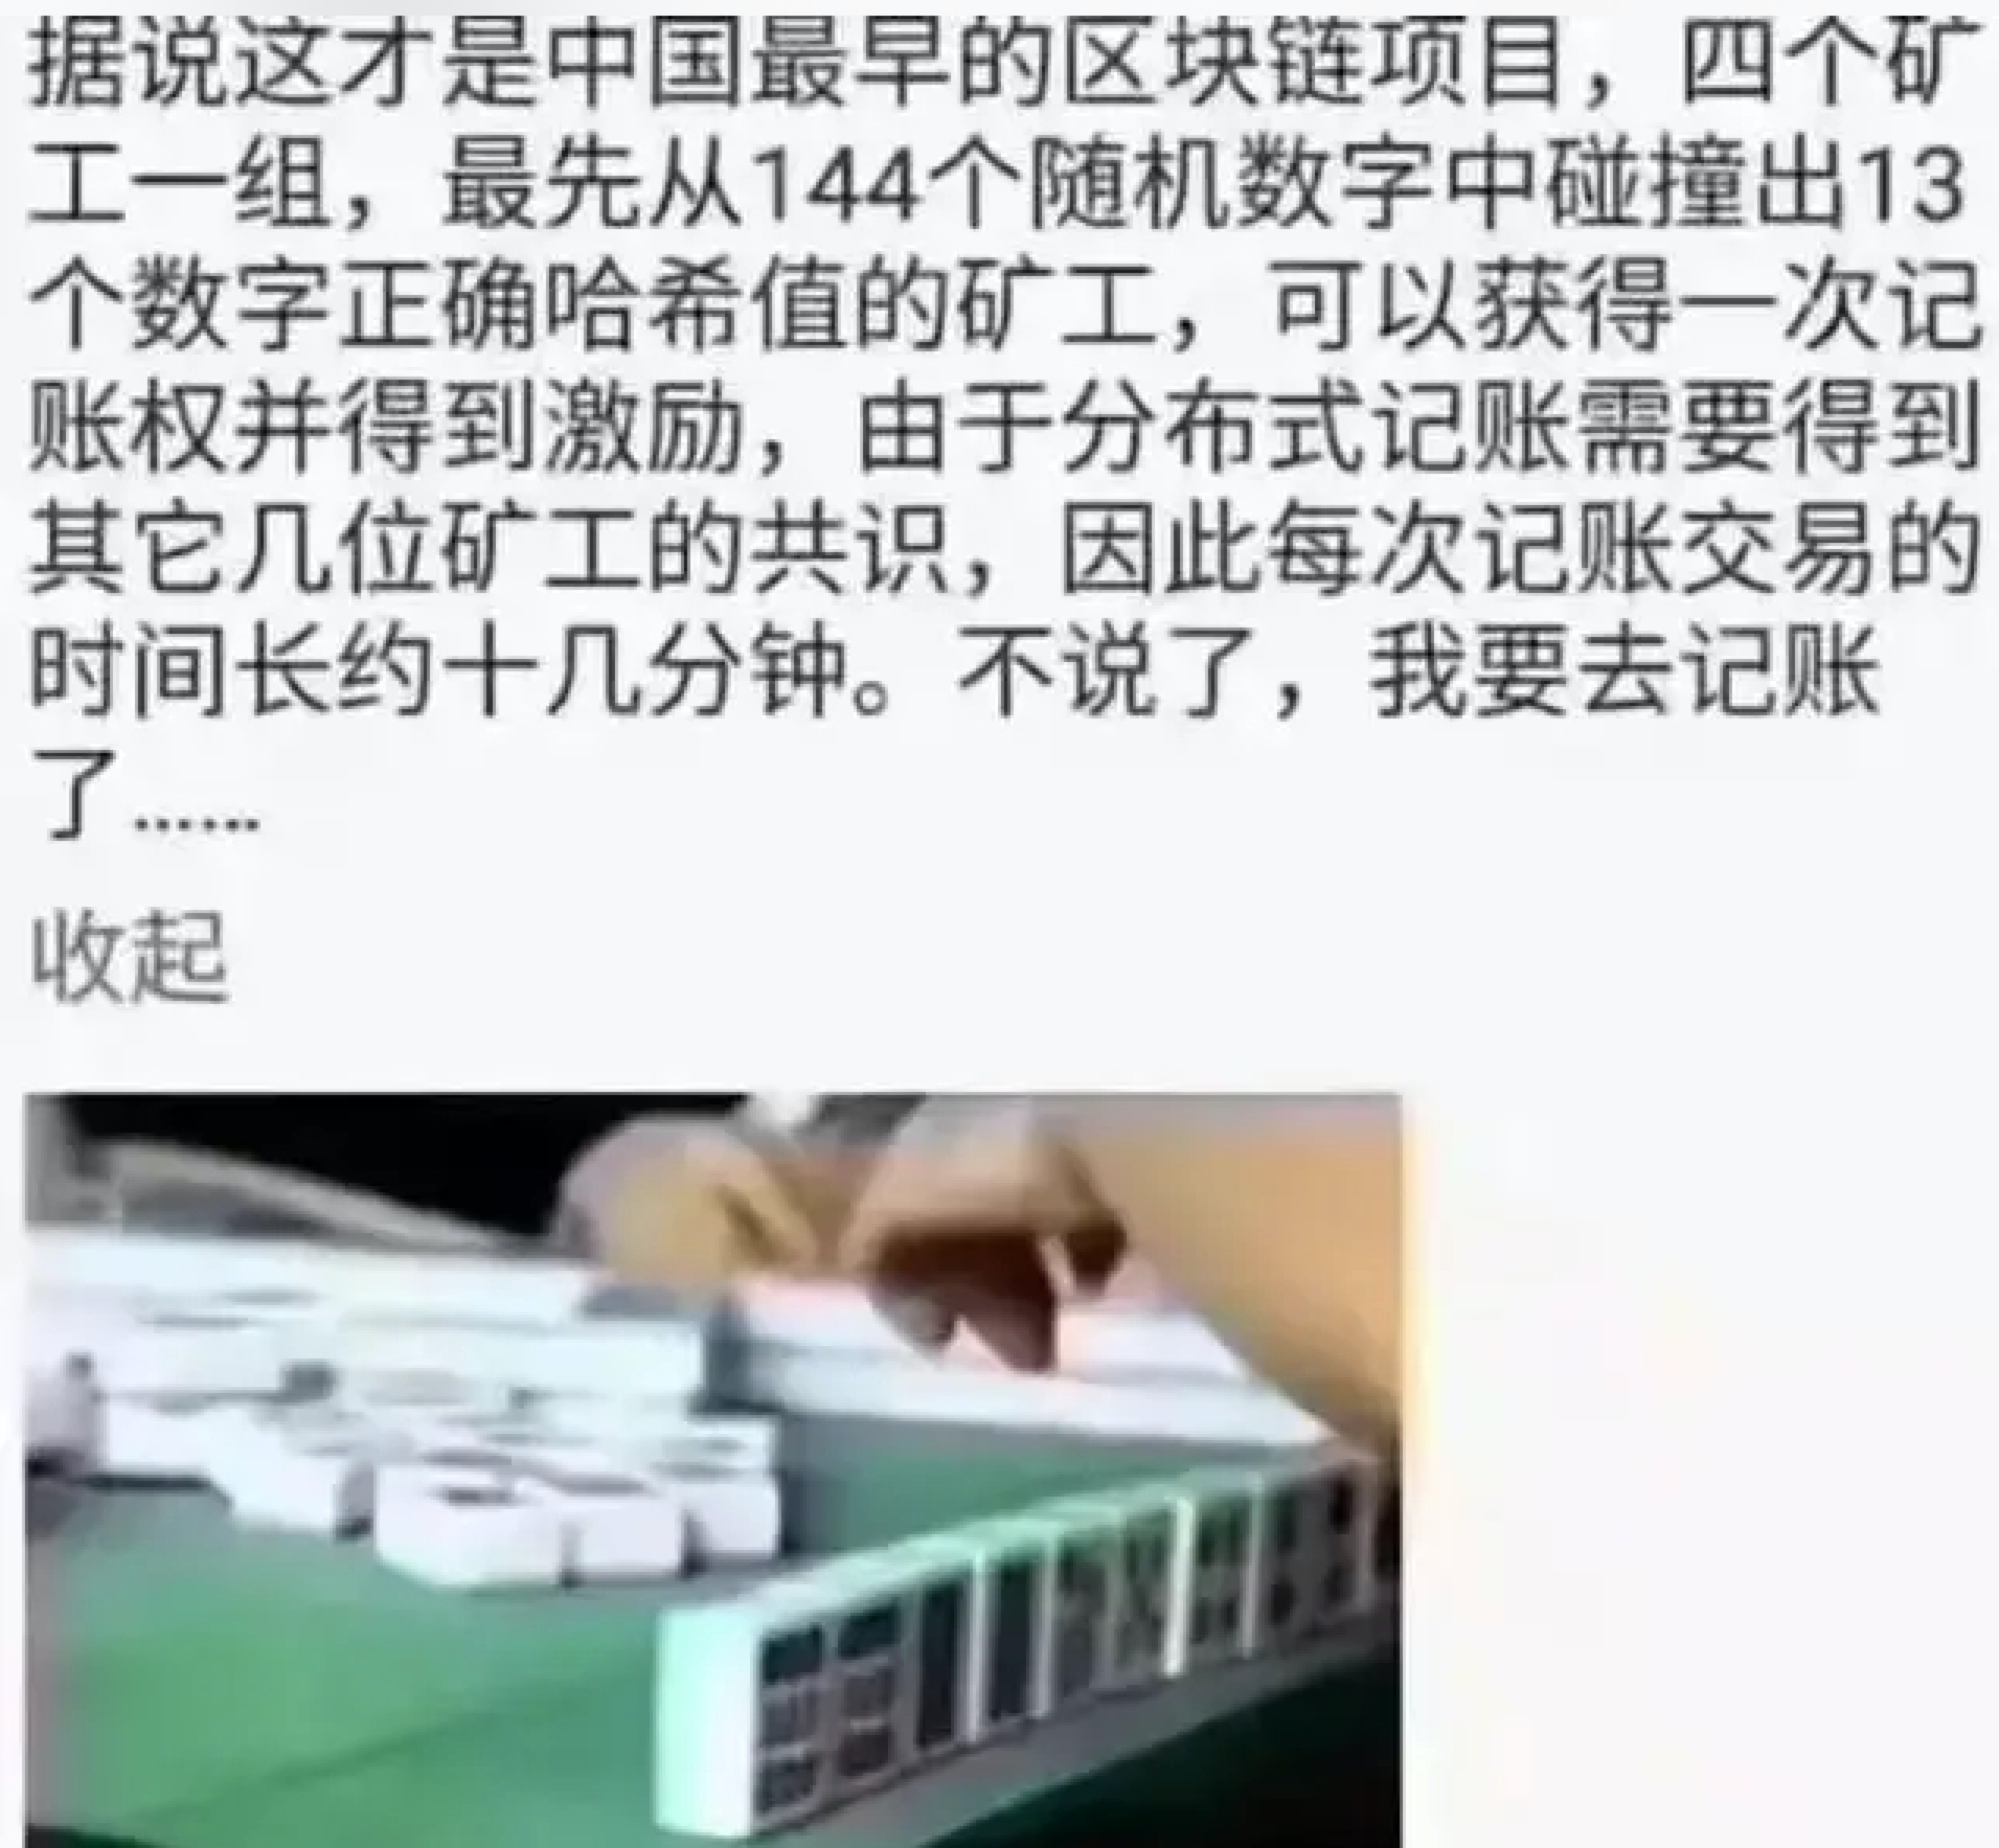 据说这才是中国最早的区块链项目，四个矿
工一组，最先从144个随机数字中碰撞出13
个数字正确哈希值的矿工，可以获得一次记
账权并得到激励，由于分布式记账需要得到
其它几位矿工的共识，因此每次记账交易的
时间长约十几分钟。不说了，我要去记账
了……
收起